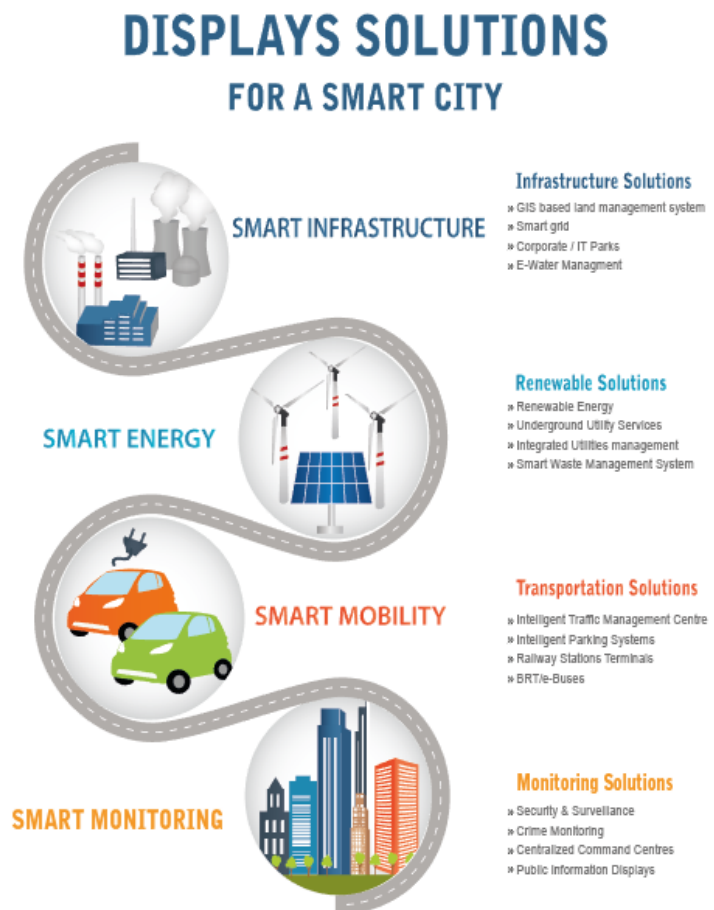 DISPLAYS SOLUTIONS
FOR A SMART CITY
SMART INFRASTRUCTURE
Infrastructure Solutions
» GIS based land management system
» Smart grid
» Corporate / IT Parks
» E-Water Managment
SMART ENERGY
Renewable Solutions
» Renewable Energy
» Underground Utility Services
» Integrated Utilities management
» Smart Waste Management System
SMART MOBILITY
Transportation Solutions
» Intelligent Traffic Management Centre
» Intelligent Parking Systems
» Railway Stations Terminals
» BRT/e-Buses
SMART MONITORING
Monitoring Solutions
» Security & Surveillance
» Crime Monitoring
» Centralized Command Centres
» Public Information Displays